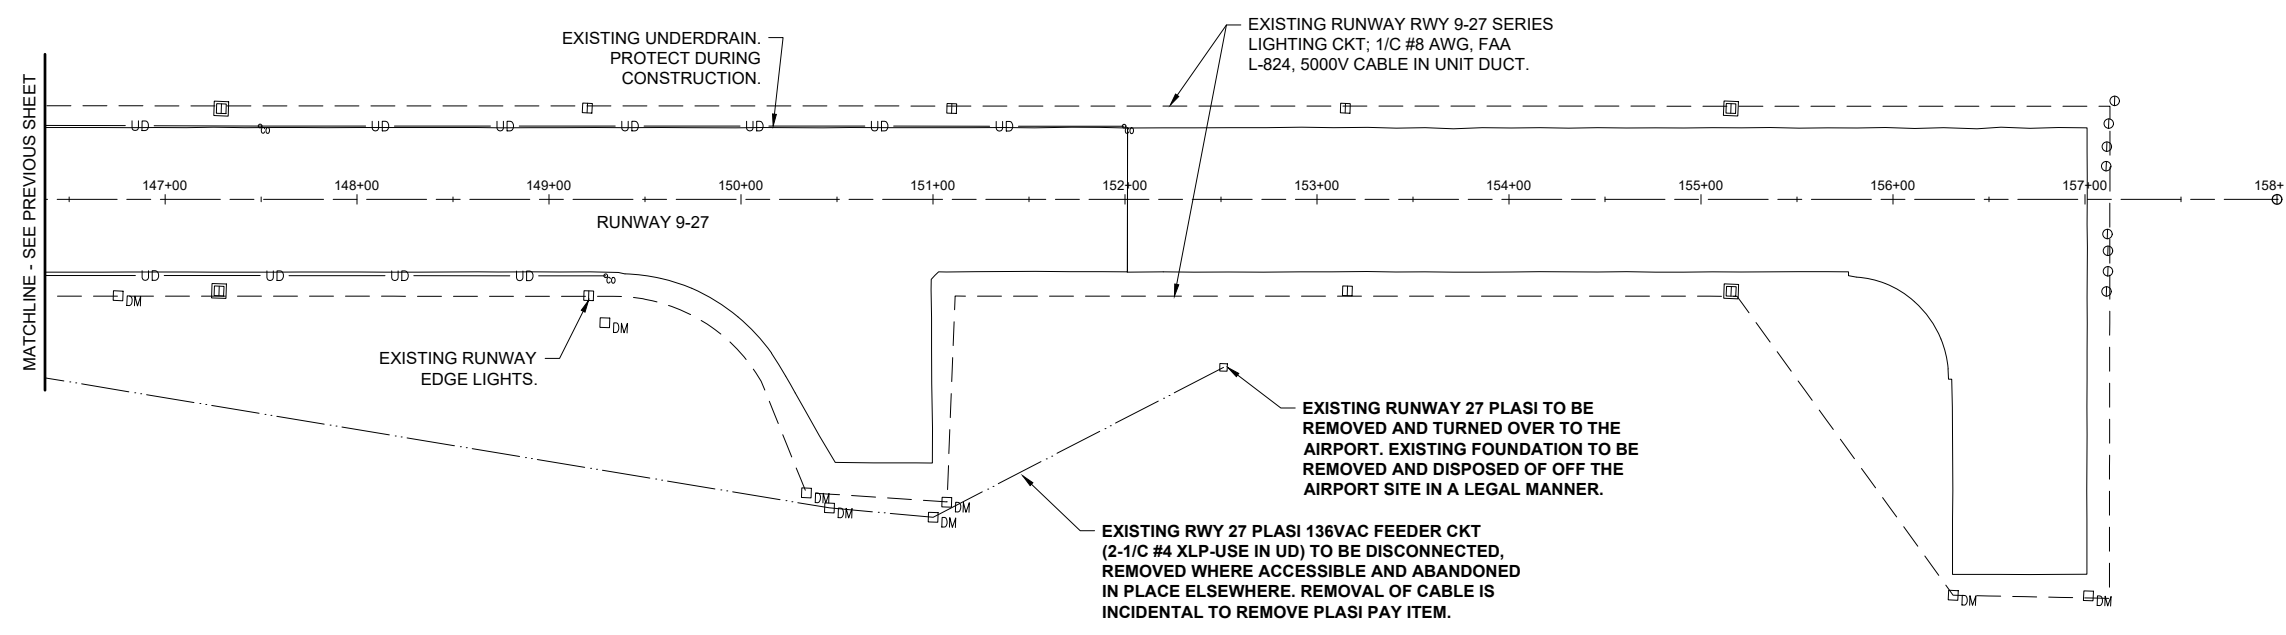 EXISTING UNDERDRAIN.
PROTECT DURING
CONSTRUCTION.
EXISTING RUNWAY RWY 9-27 SERIES
LIGHTING CKT; 1/C #8 AWG, FAA
L-824, 5000V CABLE IN UNIT DUCT.
MATCHLINE - SEE PREVIOUS SHEET
UD
UD
UD
UD
UD
UD
UD
147+00
148+00
149+00
150+00
151+00
152+00
153+00
154+00
155+00
156+00
157+00
158+
RUNWAY 9-27
UD
UD
UD
UD
DM
DM
EXISTING RUNWAY
EDGE LIGHTS.
EXISTING RUNWAY 27 PLASI TO BE
REMOVED AND TURNED OVER TO THE
AIRPORT. EXISTING FOUNDATION TO BE
REMOVED AND DISPOSED OF OFF THE
AIRPORT SITE IN A LEGAL MANNER.
DM
DM
DM
DM
EXISTING RWY 27 PLASI 136VAC FEEDER CKT
(2-1/C #4 XLP-USE IN UD) TO BE DISCONNECTED,
REMOVED WHERE ACCESSIBLE AND ABANDONED
IN PLACE ELSEWHERE. REMOVAL OF CABLE IS
INCIDENTAL TO REMOVE PLASI PAY ITEM.
DM
DM